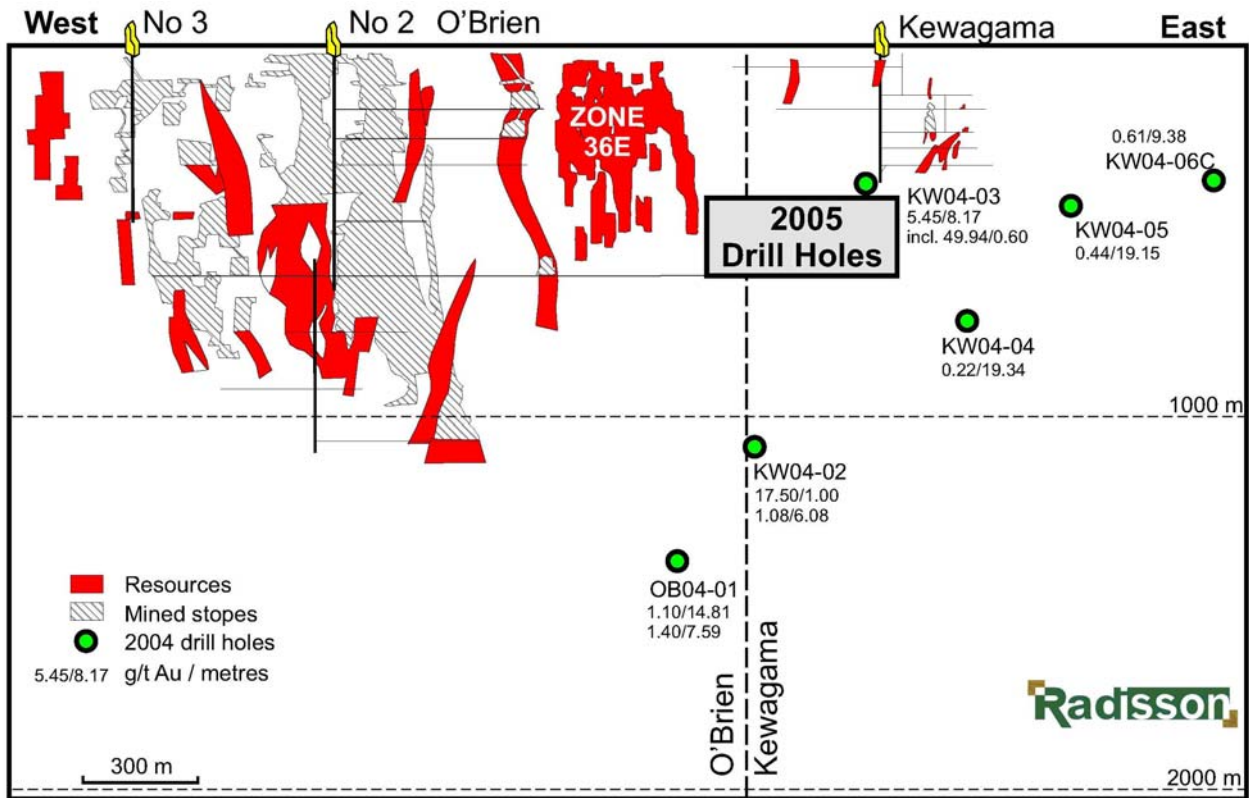 West
No 3
No 2 O'Brien
Kewagama
East
ZONE
36E
0.61/9.38
KW04-06C
KW04-03
5.45/8.17
incl. 49.94/0.60
2005
Drill Holes
KW04-05
0.44/19.15
KW04-04
0.22/19.34
1000 m
KW04-02
17.50/1.00
1.08/6.08
OB04-01
1.10/14.81
1.40/7.59
Resources
Mined stopes
2004 drill holes
5.45/8.17 g/t Au / metres
O'Brien
Kewagama
Radisson
300 m
2000 m